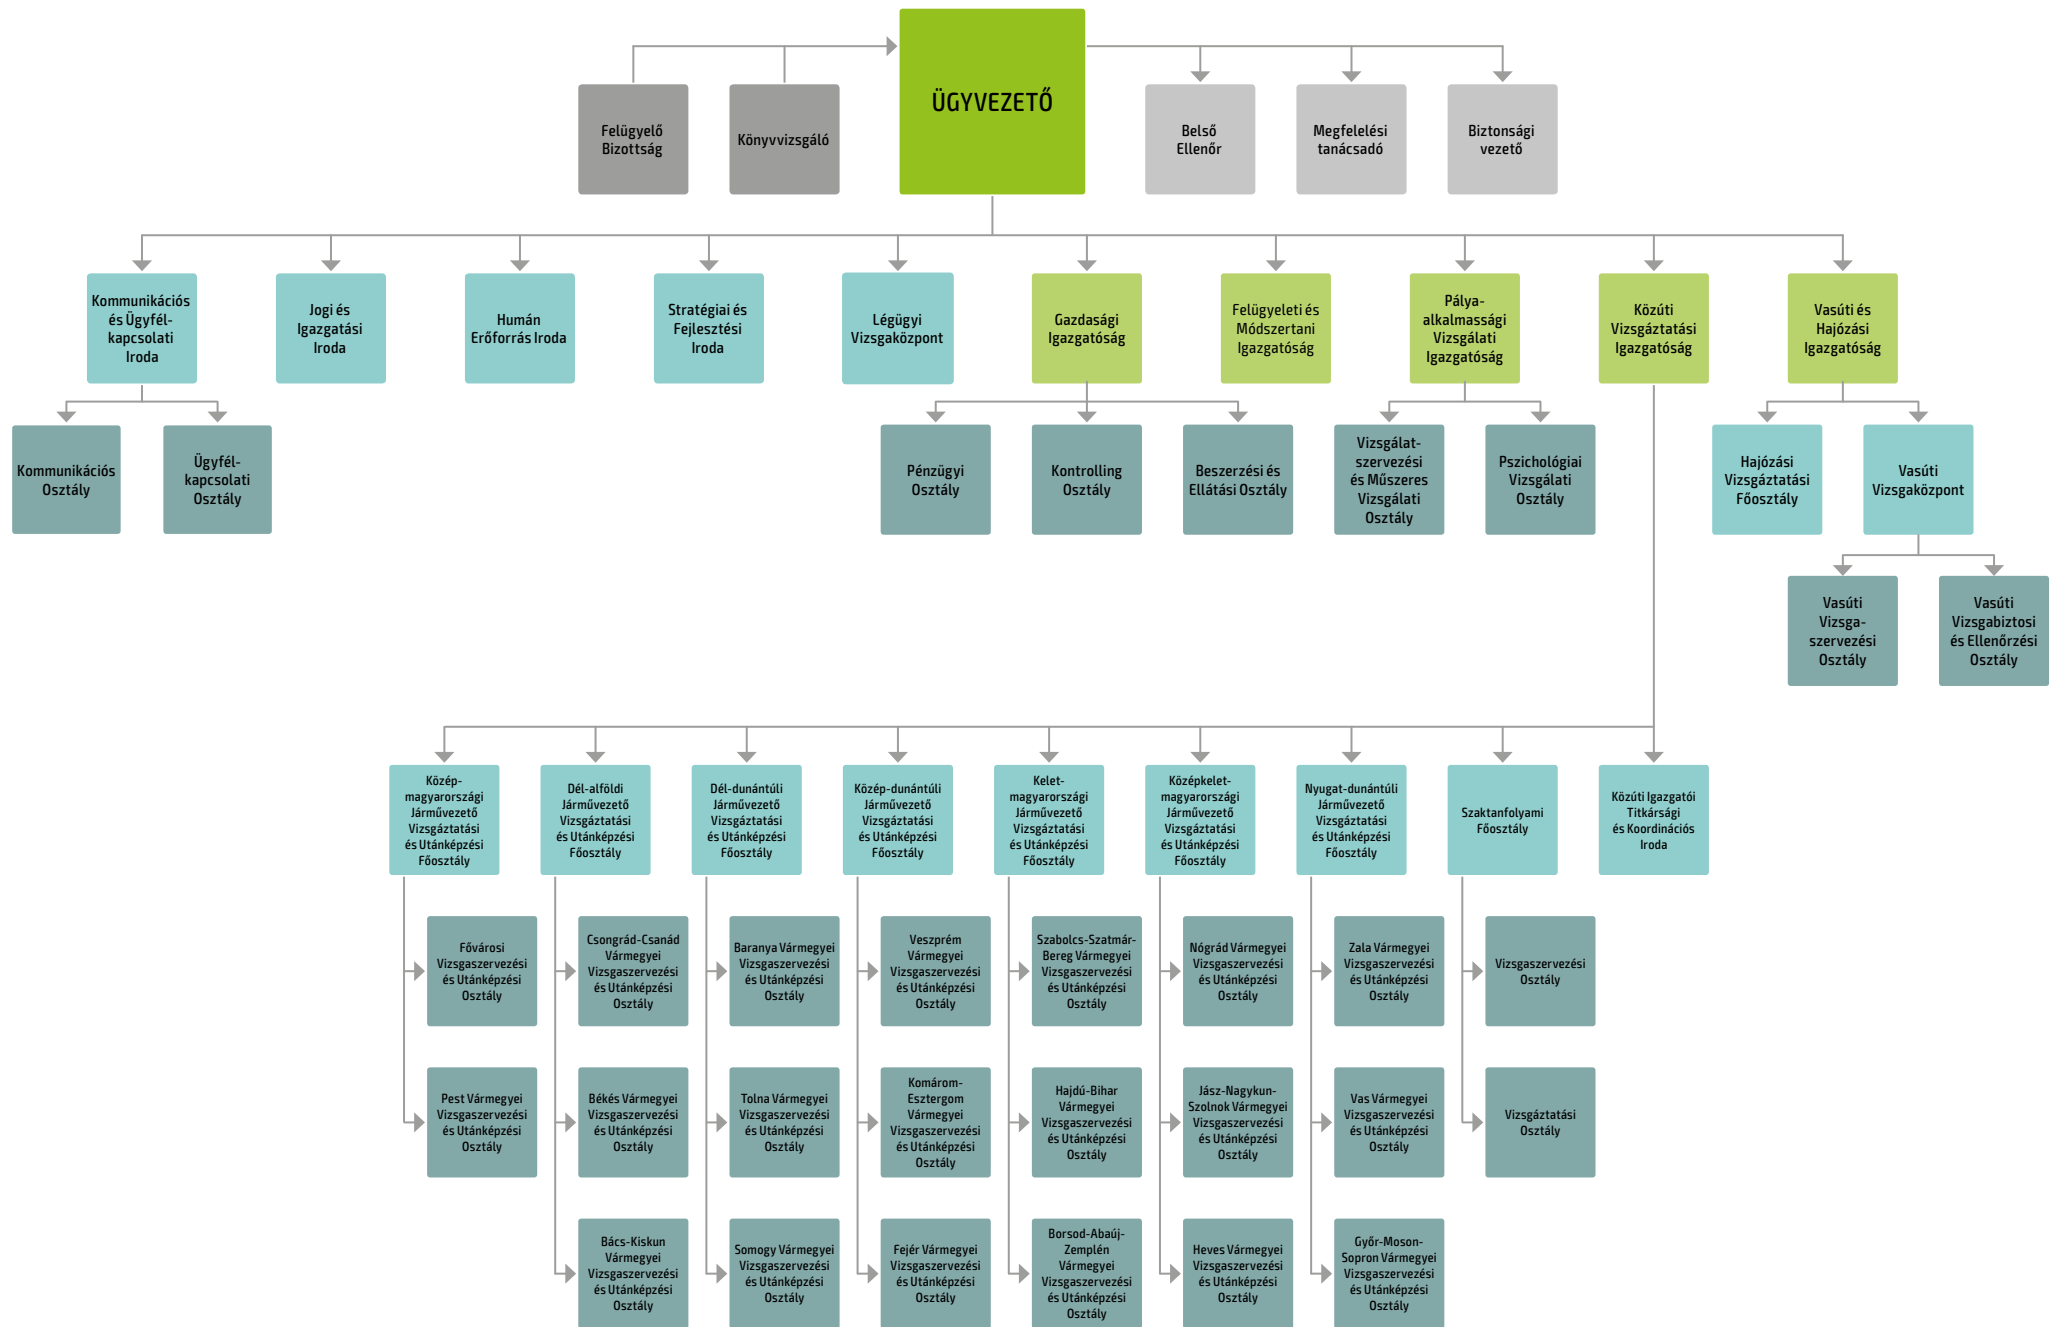 ÜGYVEZETŐ
Felügyelő
Bizottság
Könyvvizsgáló
Belső
Ellenőr
Megfelelési
tanácsadó
Biztonsági
vezető
Kommunikációs
és Ügyfél-
kapcsolati
Iroda
Jogi és
Igazgatási
Iroda
Humán
Erőforrás Iroda
Stratégiai és
Fejlesztési
Iroda
Légügyi
Vizsgaközpont
Gazdasági
Igazgatóság
Felügyeleti és
Módszertani
Igazgatóság
Pálya-
alkalmassági
Vizsgálati
Igazgatóság
Közúti
Vizsgáztatási
Igazgatóság
Vasúti és
Hajózási
Igazgatóság
Kommunikációs
Osztály
Ügyfél-
kapcsolati
Osztály
Pénzügyi
Osztály
Kontrolling
Osztály
Beszerzési és
Ellátási Osztály
Vizsgálat-
szervezési
és Műszeres
Vizsgálati
Osztály
Pszichológiai
Vizsgálati
Osztály
Hajózási
Vizsgáztatási
Főosztály
Vasúti
Vizsgaközpont
Vasúti
Vizsga-
szervezési
Osztály
Vasúti
Vizsgabiztosi
és Ellenőrzési
Osztály
Közép-
magyarországi
Járművezető
Vizsgáztatási
és Utánképzési
Főosztály
Dél-alföldi
Járművezető
Vizsgáztatási
és Utánképzési
Főosztály
Dél-dunántúli
Járművezető
Vizsgáztatási
és Utánképzési
Főosztály
Közép-dunántúli
Járművezető
Vizsgáztatási
és Utánképzési
Főosztály
Kelet-
magyarországi
Járművezető
Vizsgáztatási
és Utánképzési
Főosztály
Középkelet-
magyarországi
Járművezető
Vizsgáztatási
és Utánképzési
Főosztály
Nyugat-dunántúli
Járművezető
Vizsgáztatási
és Utánképzési
Főosztály
Szaktanfolyami
Főosztály
Közúti Igazgatói
Titkársági
és Koordinációs
Iroda
Fővárosi
Vizsgaszervezési
és Utánképzési
Osztály
Csongrád-Csanád
Vármegyei
Vizsgaszervezési
és Utánképzési
Osztály
Baranya Vármegyei
Vizsgaszervezési
és Utánképzési
Osztály
Veszprém
Vármegyei
Vizsgaszervezési
és Utánképzési
Osztály
Szabolcs-Szatmár-
Bereg Vármegyei
Vizsgaszervezési
és Utánképzési
Osztály
Nógrád Vármegyei
Vizsgaszervezési
és Utánképzési
Osztály
Zala Vármegyei
Vizsgaszervezési
és Utánképzési
Osztály
Vizsgaszervezési
Osztály
Pest Vármegyei
Vizsgaszervezési
és Utánképzési
Osztály
Békés Vármegyei
Vizsgaszervezési
és Utánképzési
Osztály
Tolna Vármegyei
Vizsgaszervezési
és Utánképzési
Osztály
Komárom-
Esztergom
Vármegyei
Vizsgaszervezési
és Utánképzési
Osztály
Hajdú-Bihar
Vármegyei
Vizsgaszervezési
és Utánképzési
Osztály
Jász-Nagykun-
Szolnok Vármegyei
Vizsgaszervezési
és Utánképzési
Osztály
Vas Vármegyei
Vizsgaszervezési
és Utánképzési
Osztály
Vizsgáztatási
Osztály
Bács-Kiskun
Vármegyei
Vizsgaszervezési
és Utánképzési
Osztály
Somogy Vármegyei
Vizsgaszervezési
és Utánképzési
Osztály
Fejér Vármegyei
Vizsgaszervezési
és Utánképzési
Osztály
Borsod-Abaúj-
Zemplén
Vármegyei
Vizsgaszervezési
és Utánképzési
Osztály
Heves Vármegyei
Vizsgaszervezési
és Utánképzési
Osztály
Győr-Moson-
Sopron Vármegyei
Vizsgaszervezési
és Utánképzési
Osztály